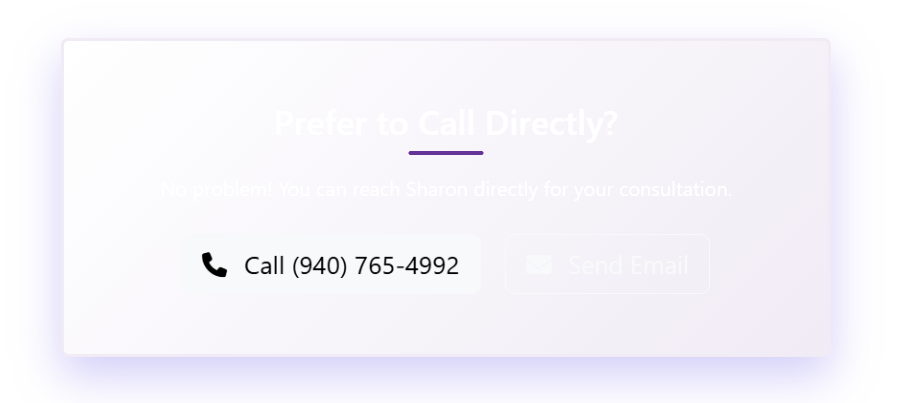 Prefer to Call Directly?
No problem! You can reach Sharon directly for your consultation.
Call (940) 765-4992
Send Email